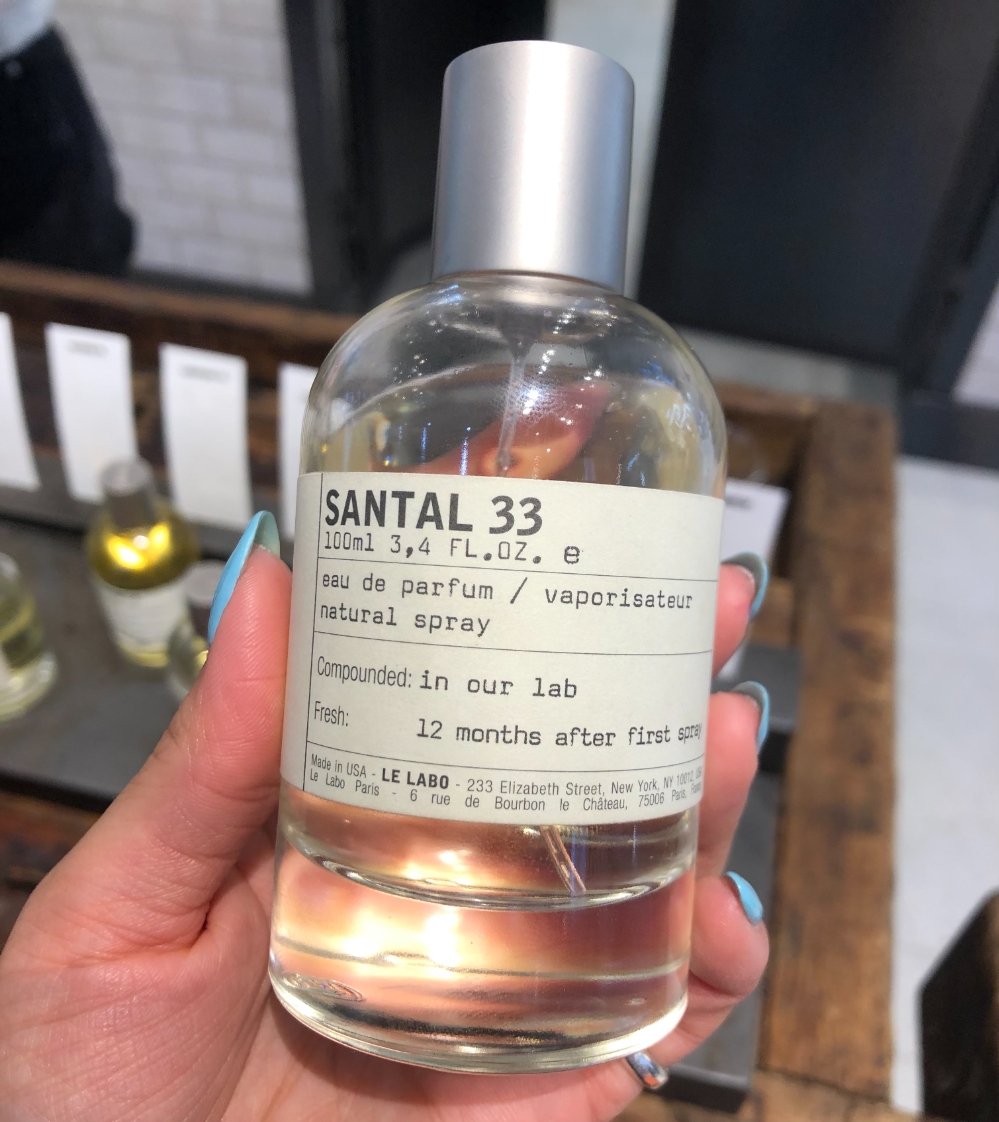 SANTAL 33
100ml 3,4 FL.OZ. e
eau de parfum / vaporisateur
natural spray
Compounded: in our lab
Fresh: 12 months after first spray
Made in USA - LE LABO - 233 Elizabeth Street, New York, NY 10012,
Le Labo Paris - 6 rue de Bourbon le Château, 75006 Paris,